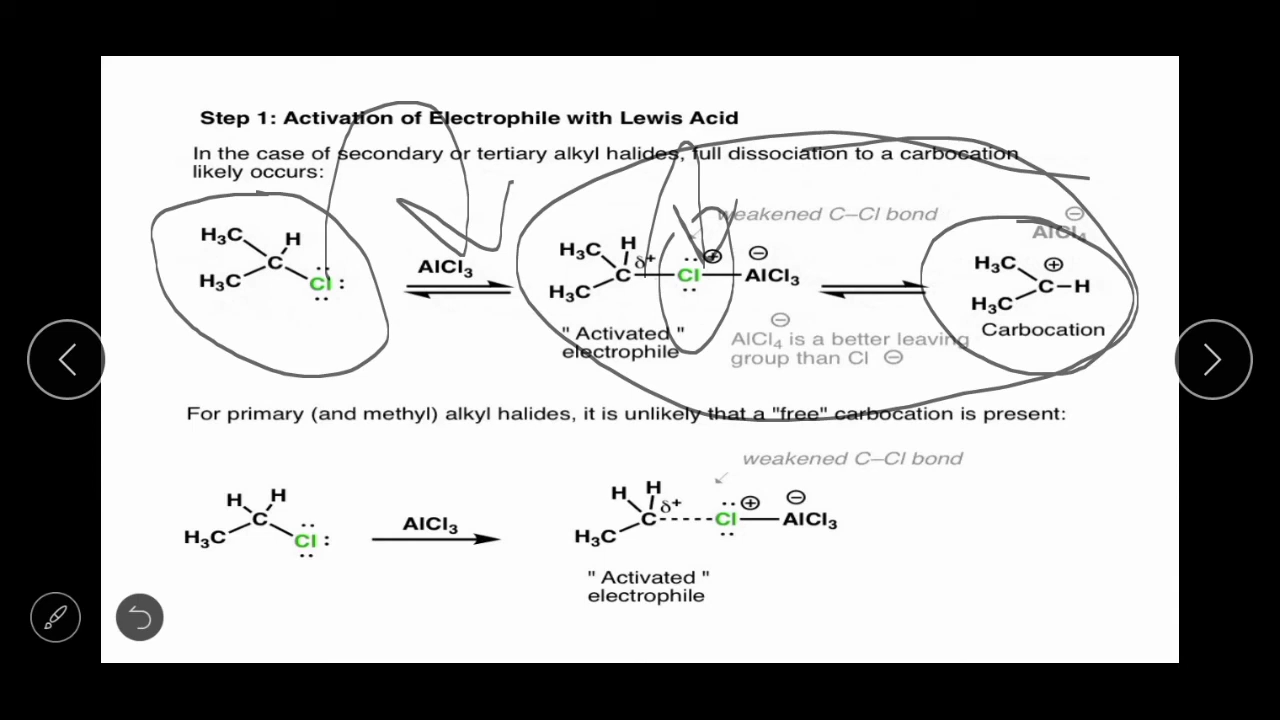 Step 1: Activation of Electrophile with Lewis Acid
In the case of secondary or tertiary alkyl halides, full dissociation to a carbocation
likely occurs:
weakened C–Cl bond
⊖
AlCl₄
H₃C H
C
H₃C Cl
AlCl₃
H₃C H δ+
C Cl ⊕ ⊖ AlCl₃
H₃C
H₃C ⊕
C–H
H₃C
" Activated "
electrophile
⊖
AlCl₄ is a better leaving
group than Cl ⊖
Carbocation
For primary (and methyl) alkyl halides, it is unlikely that a "free" carbocation is present:
weakened C–Cl bond
H H
C
H₃C Cl
AlCl₃
H H δ+
C Cl ⊕ ⊖ AlCl₃
H₃C
" Activated "
electrophile